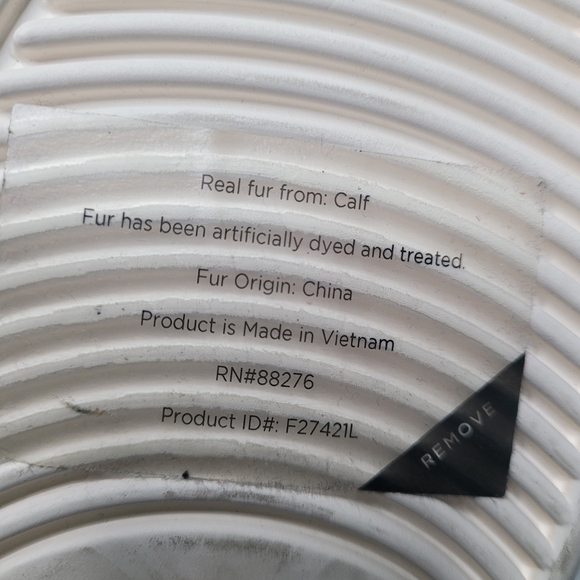 Real fur from: Calf
Fur has been artificially dyed and treated.
Fur Origin: China
Product is Made in Vietnam
RN#88276
Product ID#: F27421L
REMOVE